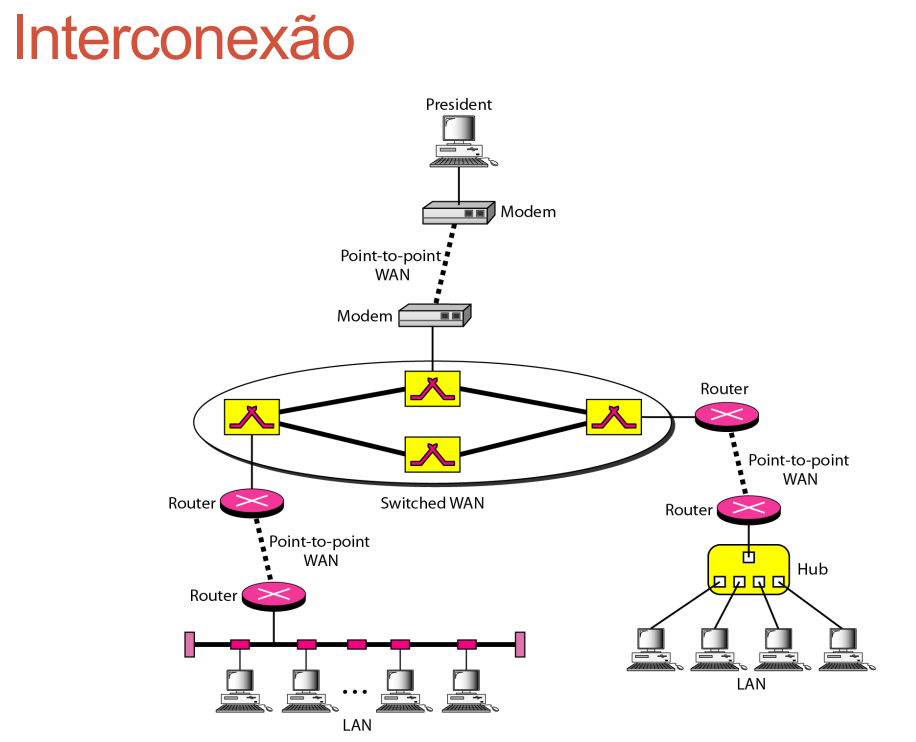 Interconexão
President
Modem
Point-to-point
WAN
Modem
Router
Point-to-point
WAN
Router
Switched WAN
Router
Point-to-point
WAN
Hub
Router
LAN
...
LAN